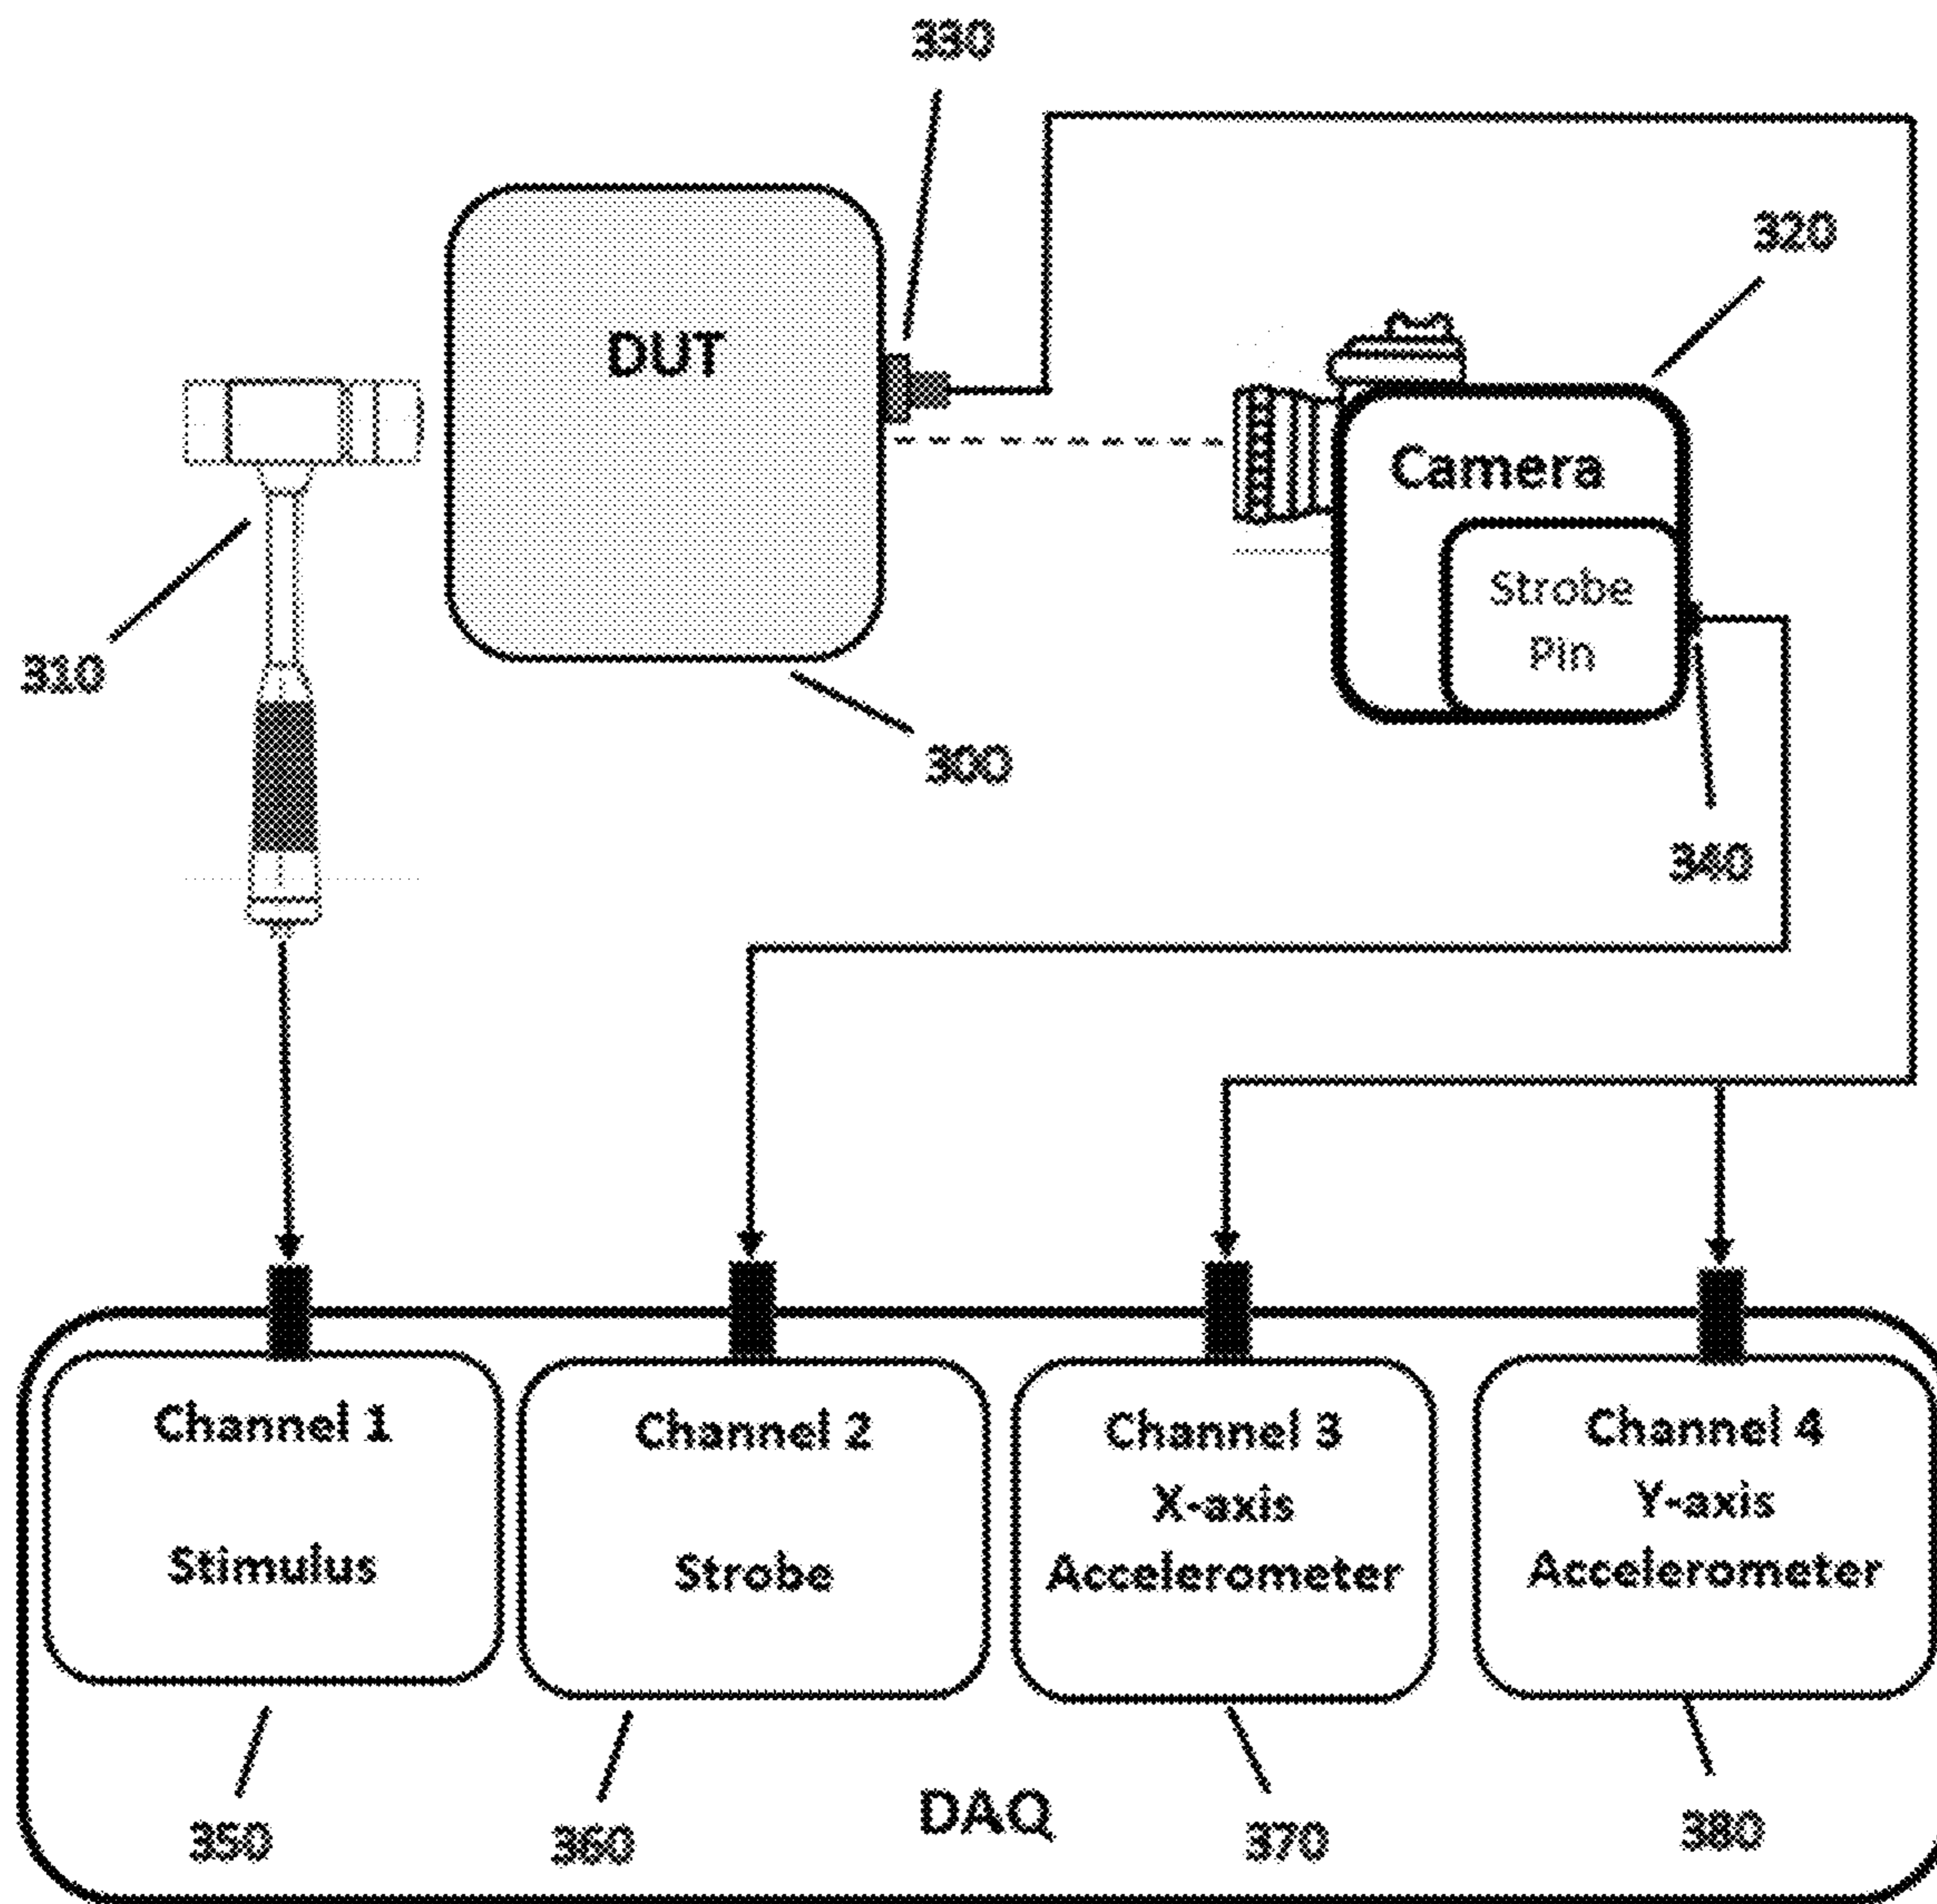 330
320
DUT
Camera
Strobe
Pin
310
300
340
Channel 1
Stimulus
Channel 2
Strobe
Channel 3
X-axis
Accelerometer
Channel 4
Y-axis
Accelerometer
350
360
DAQ
370
380